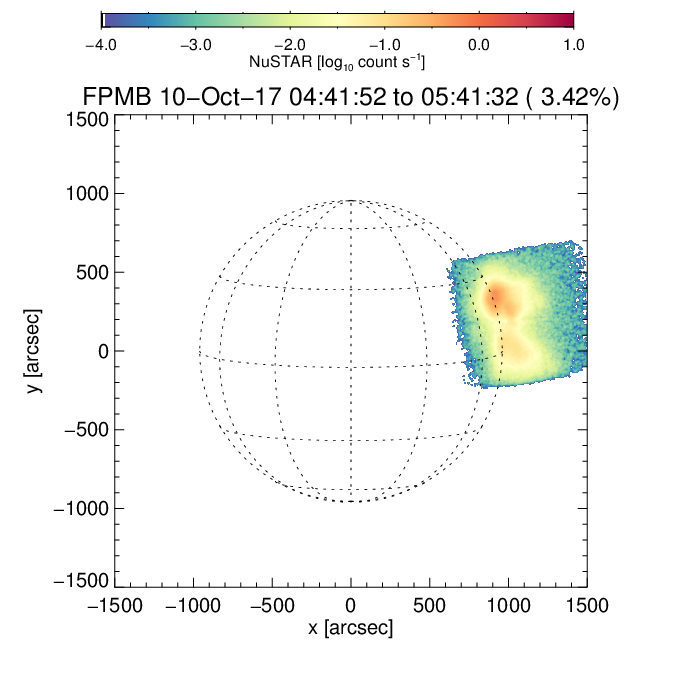 −4.0 −3.0 −2.0 −1.0 0.0 1.0
NuSTAR [log₁₀ count s⁻¹]
FPMB 10−Oct−17 04:41:52 to 05:41:32 ( 3.42%)
1500
1000
500
0
−500
−1000
−1500
y [arcsec]
−1500 −1000 −500 0 500 1000 1500
x [arcsec]